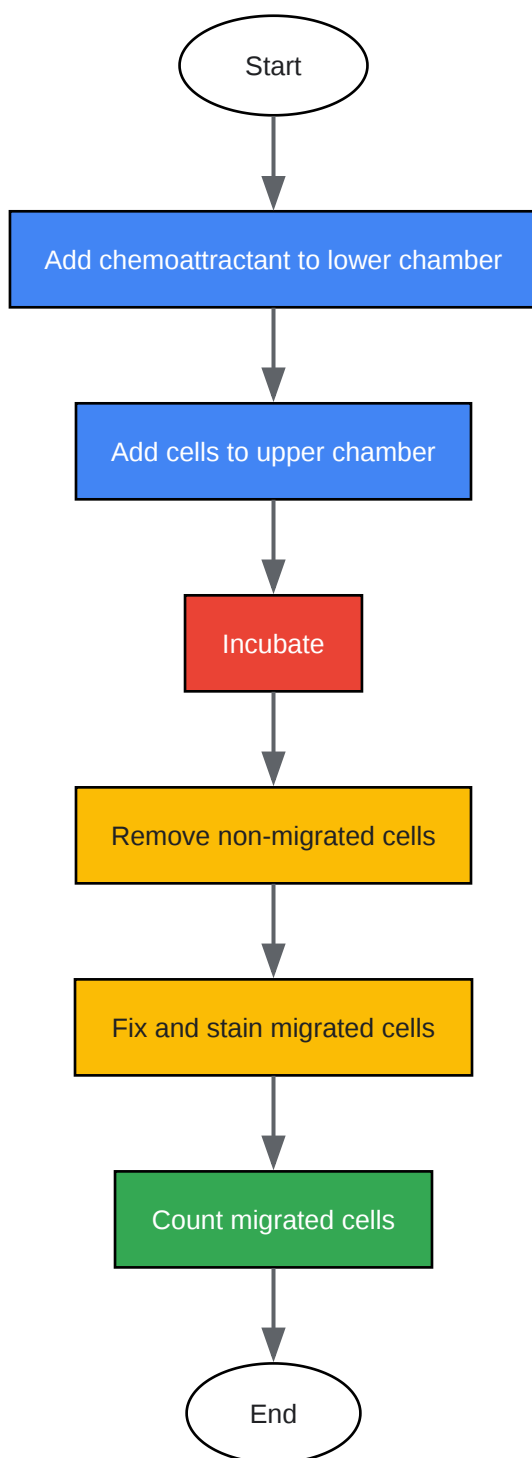 Start
Add chemoattractant to lower chamber
Add cells to upper chamber
Incubate
Remove non-migrated cells
Fix and stain migrated cells
Count migrated cells
End